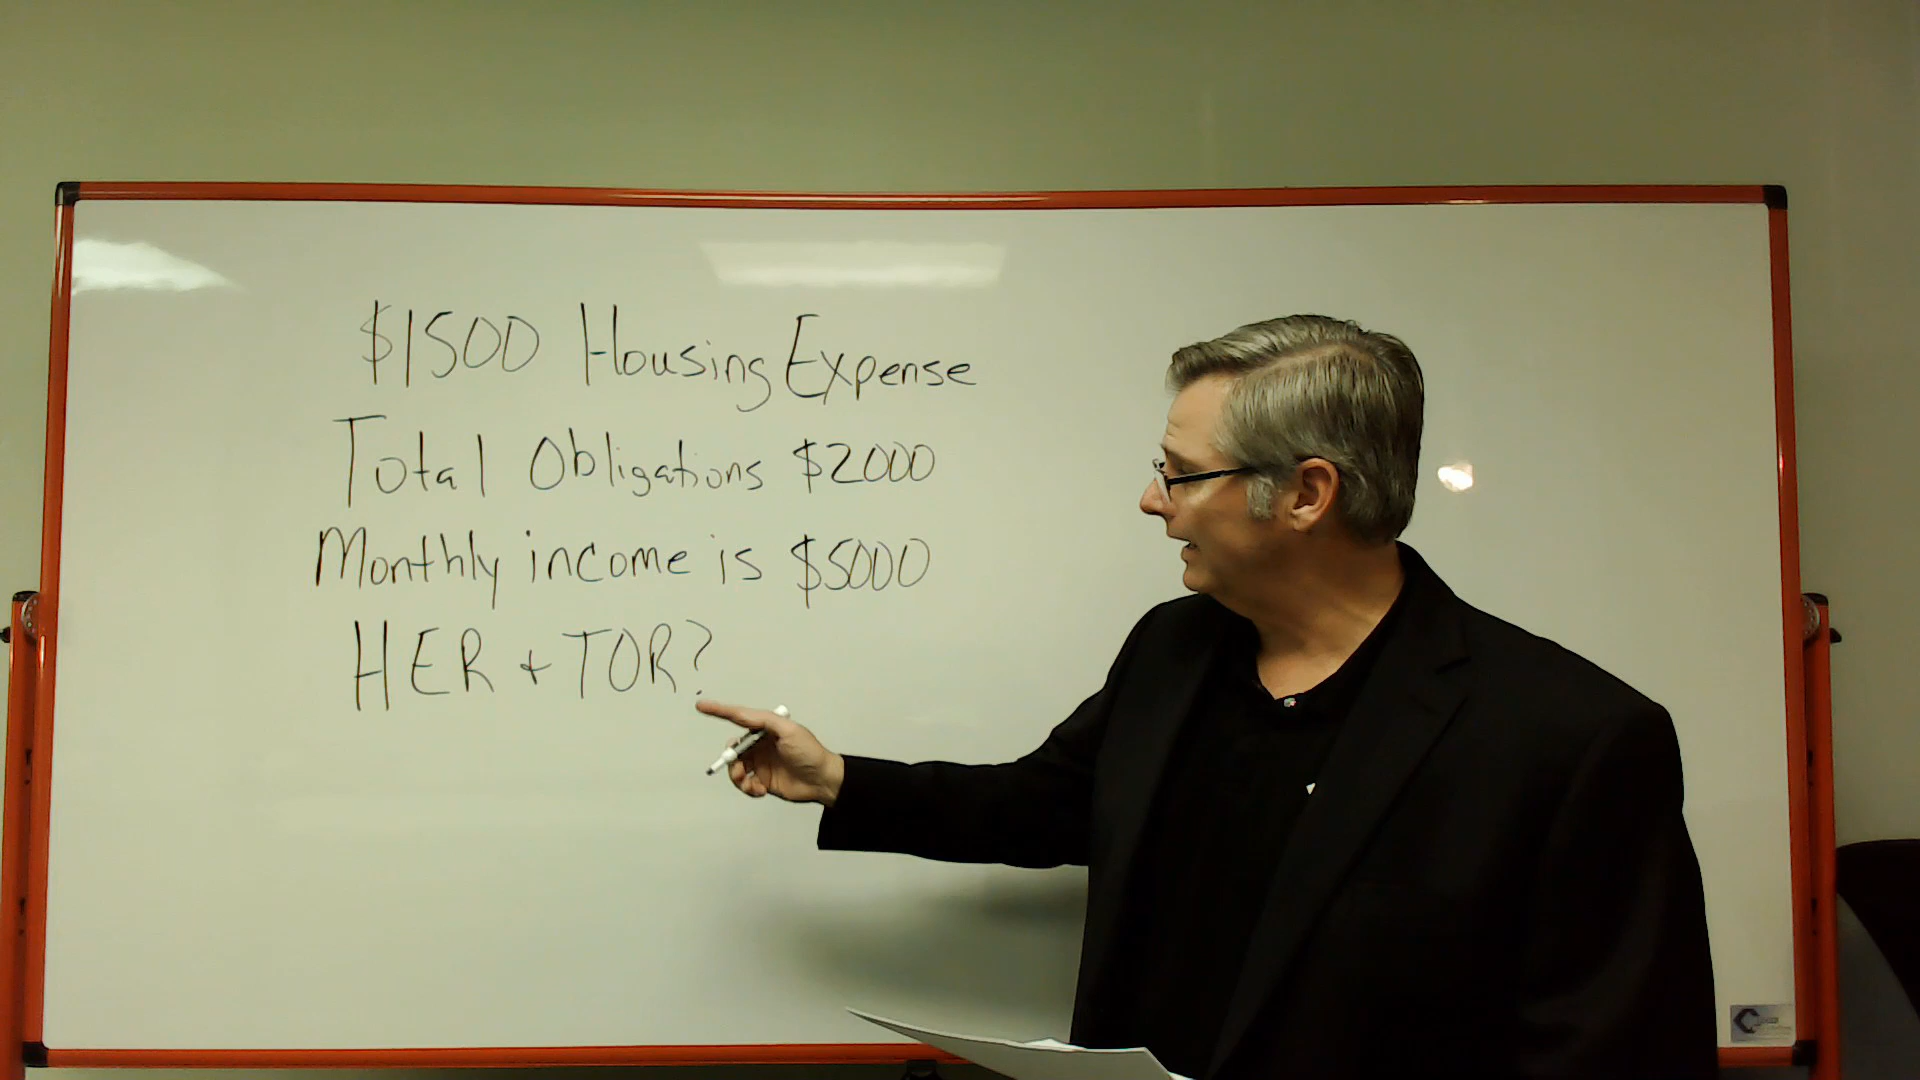 $1500 Housing Expense
Total Obligations $2000
Monthly income is $5000
HER + TOR?